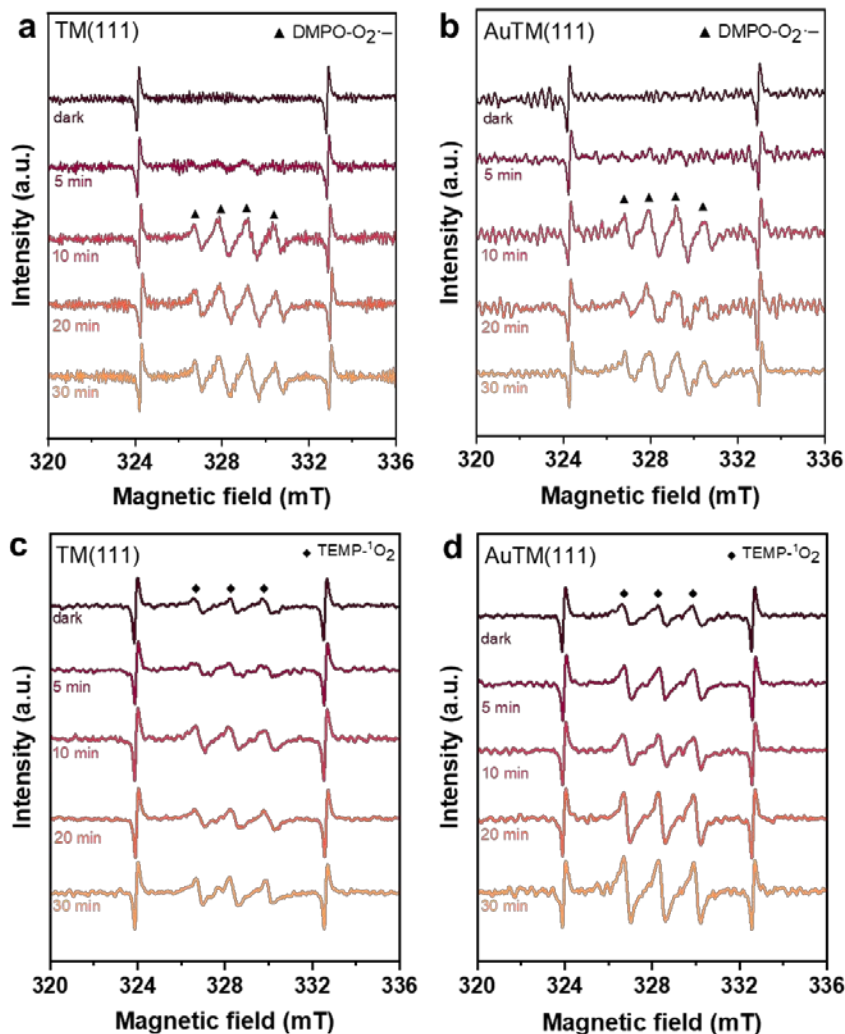 a
TM(111)
▲ DMPO-O₂·–
dark
5 min
10 min
20 min
30 min
Intensity (a.u.)
320 324 328 332 336
Magnetic field (mT)
b
AuTM(111)
▲ DMPO-O₂·–
dark
5 min
10 min
20 min
30 min
Intensity (a.u.)
320 324 328 332 336
Magnetic field (mT)
c
TM(111)
◆ TEMP-¹O₂
dark
5 min
10 min
20 min
30 min
Intensity (a.u.)
320 324 328 332 336
Magnetic field (mT)
d
AuTM(111)
◆ TEMP-¹O₂
dark
5 min
10 min
20 min
30 min
Intensity (a.u.)
320 324 328 332 336
Magnetic field (mT)